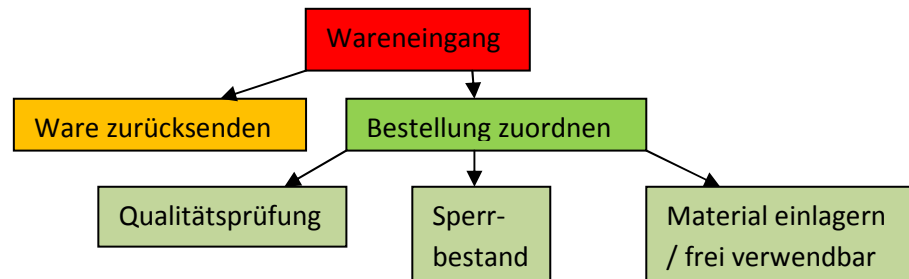 Wareneingang
Ware zurücksenden
Bestellung zuordnen
Qualitätsprüfung
Sperr-
bestand
Material einlagern
/ frei verwendbar